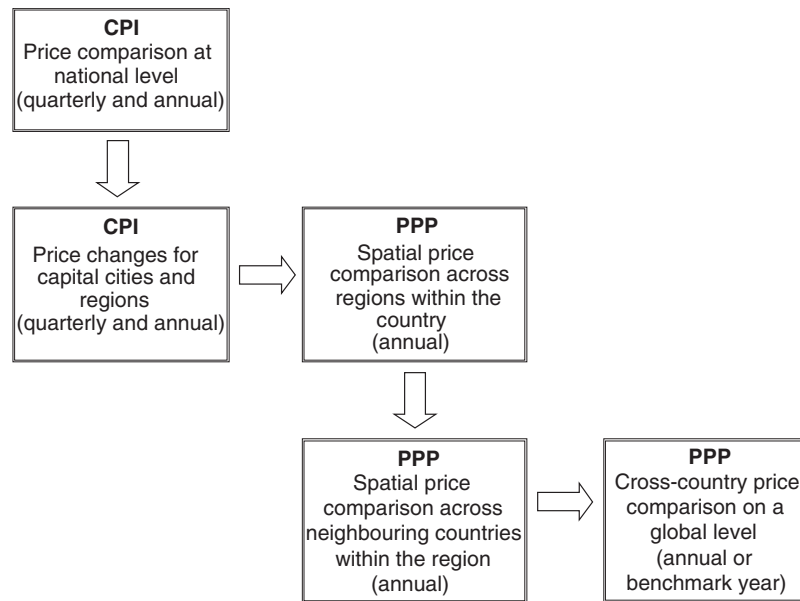 CPI
Price comparison at
national level
(quarterly and annual)
CPI
Price changes for
capital cities and
regions
(quarterly and annual)
PPP
Spatial price
comparison across
regions within the
country
(annual)
PPP
Spatial price
comparison across
neighbouring countries
within the region
(annual)
PPP
Cross-country price
comparison on a
global level
(annual or
benchmark year)